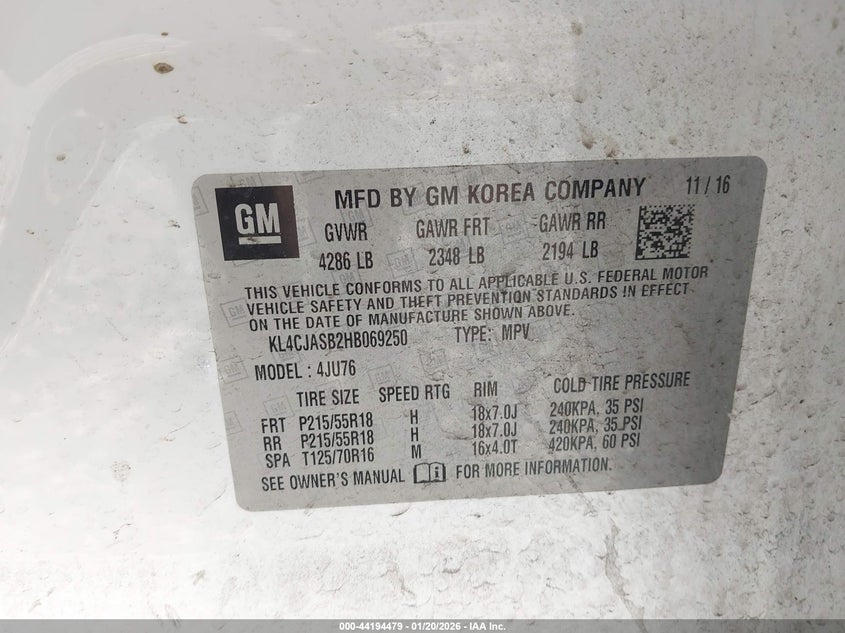 GM
MFD BY GM KOREA COMPANY 11 / 16
GVWR GAWR FRT GAWR RR
4286 LB 2348 LB 2194 LB
THIS VEHICLE CONFORMS TO ALL APPLICABLE U.S. FEDERAL MOTOR
VEHICLE SAFETY AND THEFT PREVENTION STANDARDS IN EFFECT
ON THE DATE OF MANUFACTURE SHOWN ABOVE.
KL4CJASB2HB069250 TYPE: MPV
MODEL : 4JU76
TIRE SIZE SPEED RTG RIM COLD TIRE PRESSURE
FRT P215/55R18 H 18x7.0J 240KPA, 35 PSI
RR P215/55R18 H 18x7.0J 240KPA, 35 PSI
SPA T125/70R16 M 16x4.0T 420KPA, 60 PSI
SEE OWNER'S MANUAL FOR MORE INFORMATION.
000-44194479 - 01/20/2026 - IAA Inc.